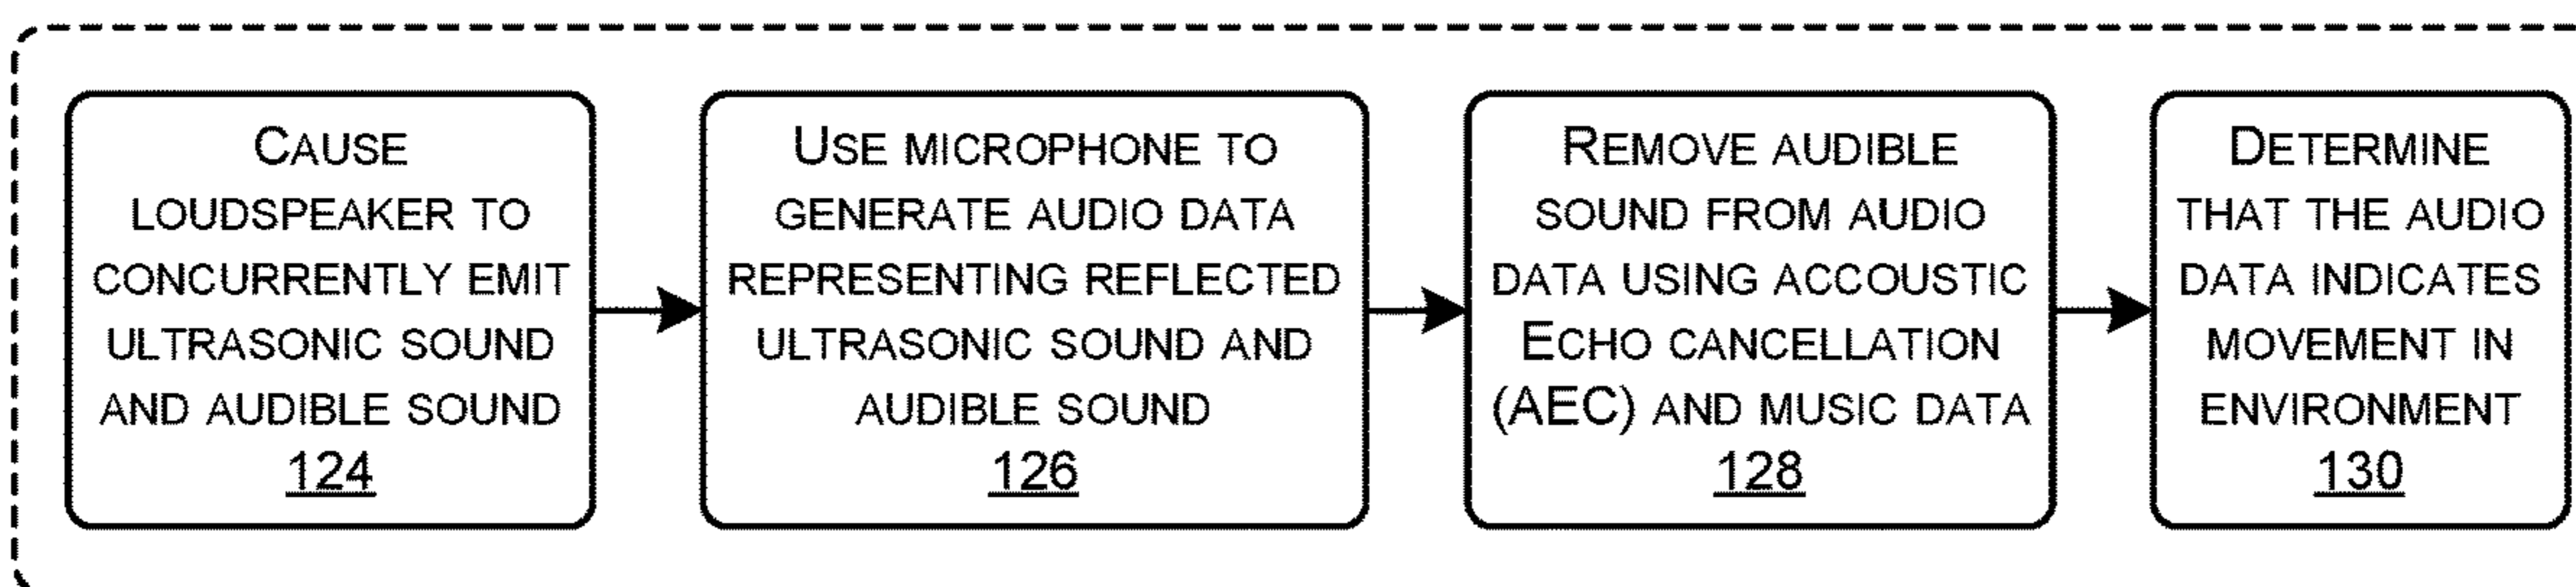 CAUSE
LOUDSPEAKER TO
CONCURRENTLY EMIT
ULTRASONIC SOUND
AND AUDIBLE SOUND
124
USE MICROPHONE TO
GENERATE AUDIO DATA
REPRESENTING REFLECTED
ULTRASONIC SOUND AND
AUDIBLE SOUND
126
REMOVE AUDIBLE
SOUND FROM AUDIO
DATA USING ACCOUSTIC
ECHO CANCELLATION
(AEC) AND MUSIC DATA
128
DETERMINE
THAT THE AUDIO
DATA INDICATES
MOVEMENT IN
ENVIRONMENT
130